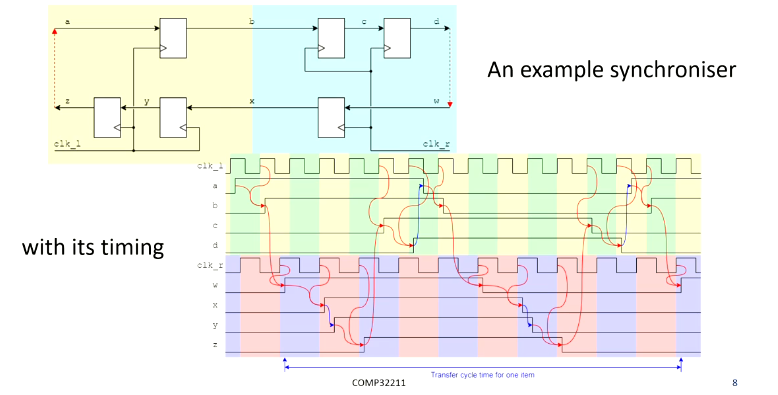 a b c d
An example synchroniser
z y x w
clk_l clk_r
clk_l
a
b
with its timing
c
d
clk_r
w
x
y
z
Transfer cycle time for one item
COMP32211 8